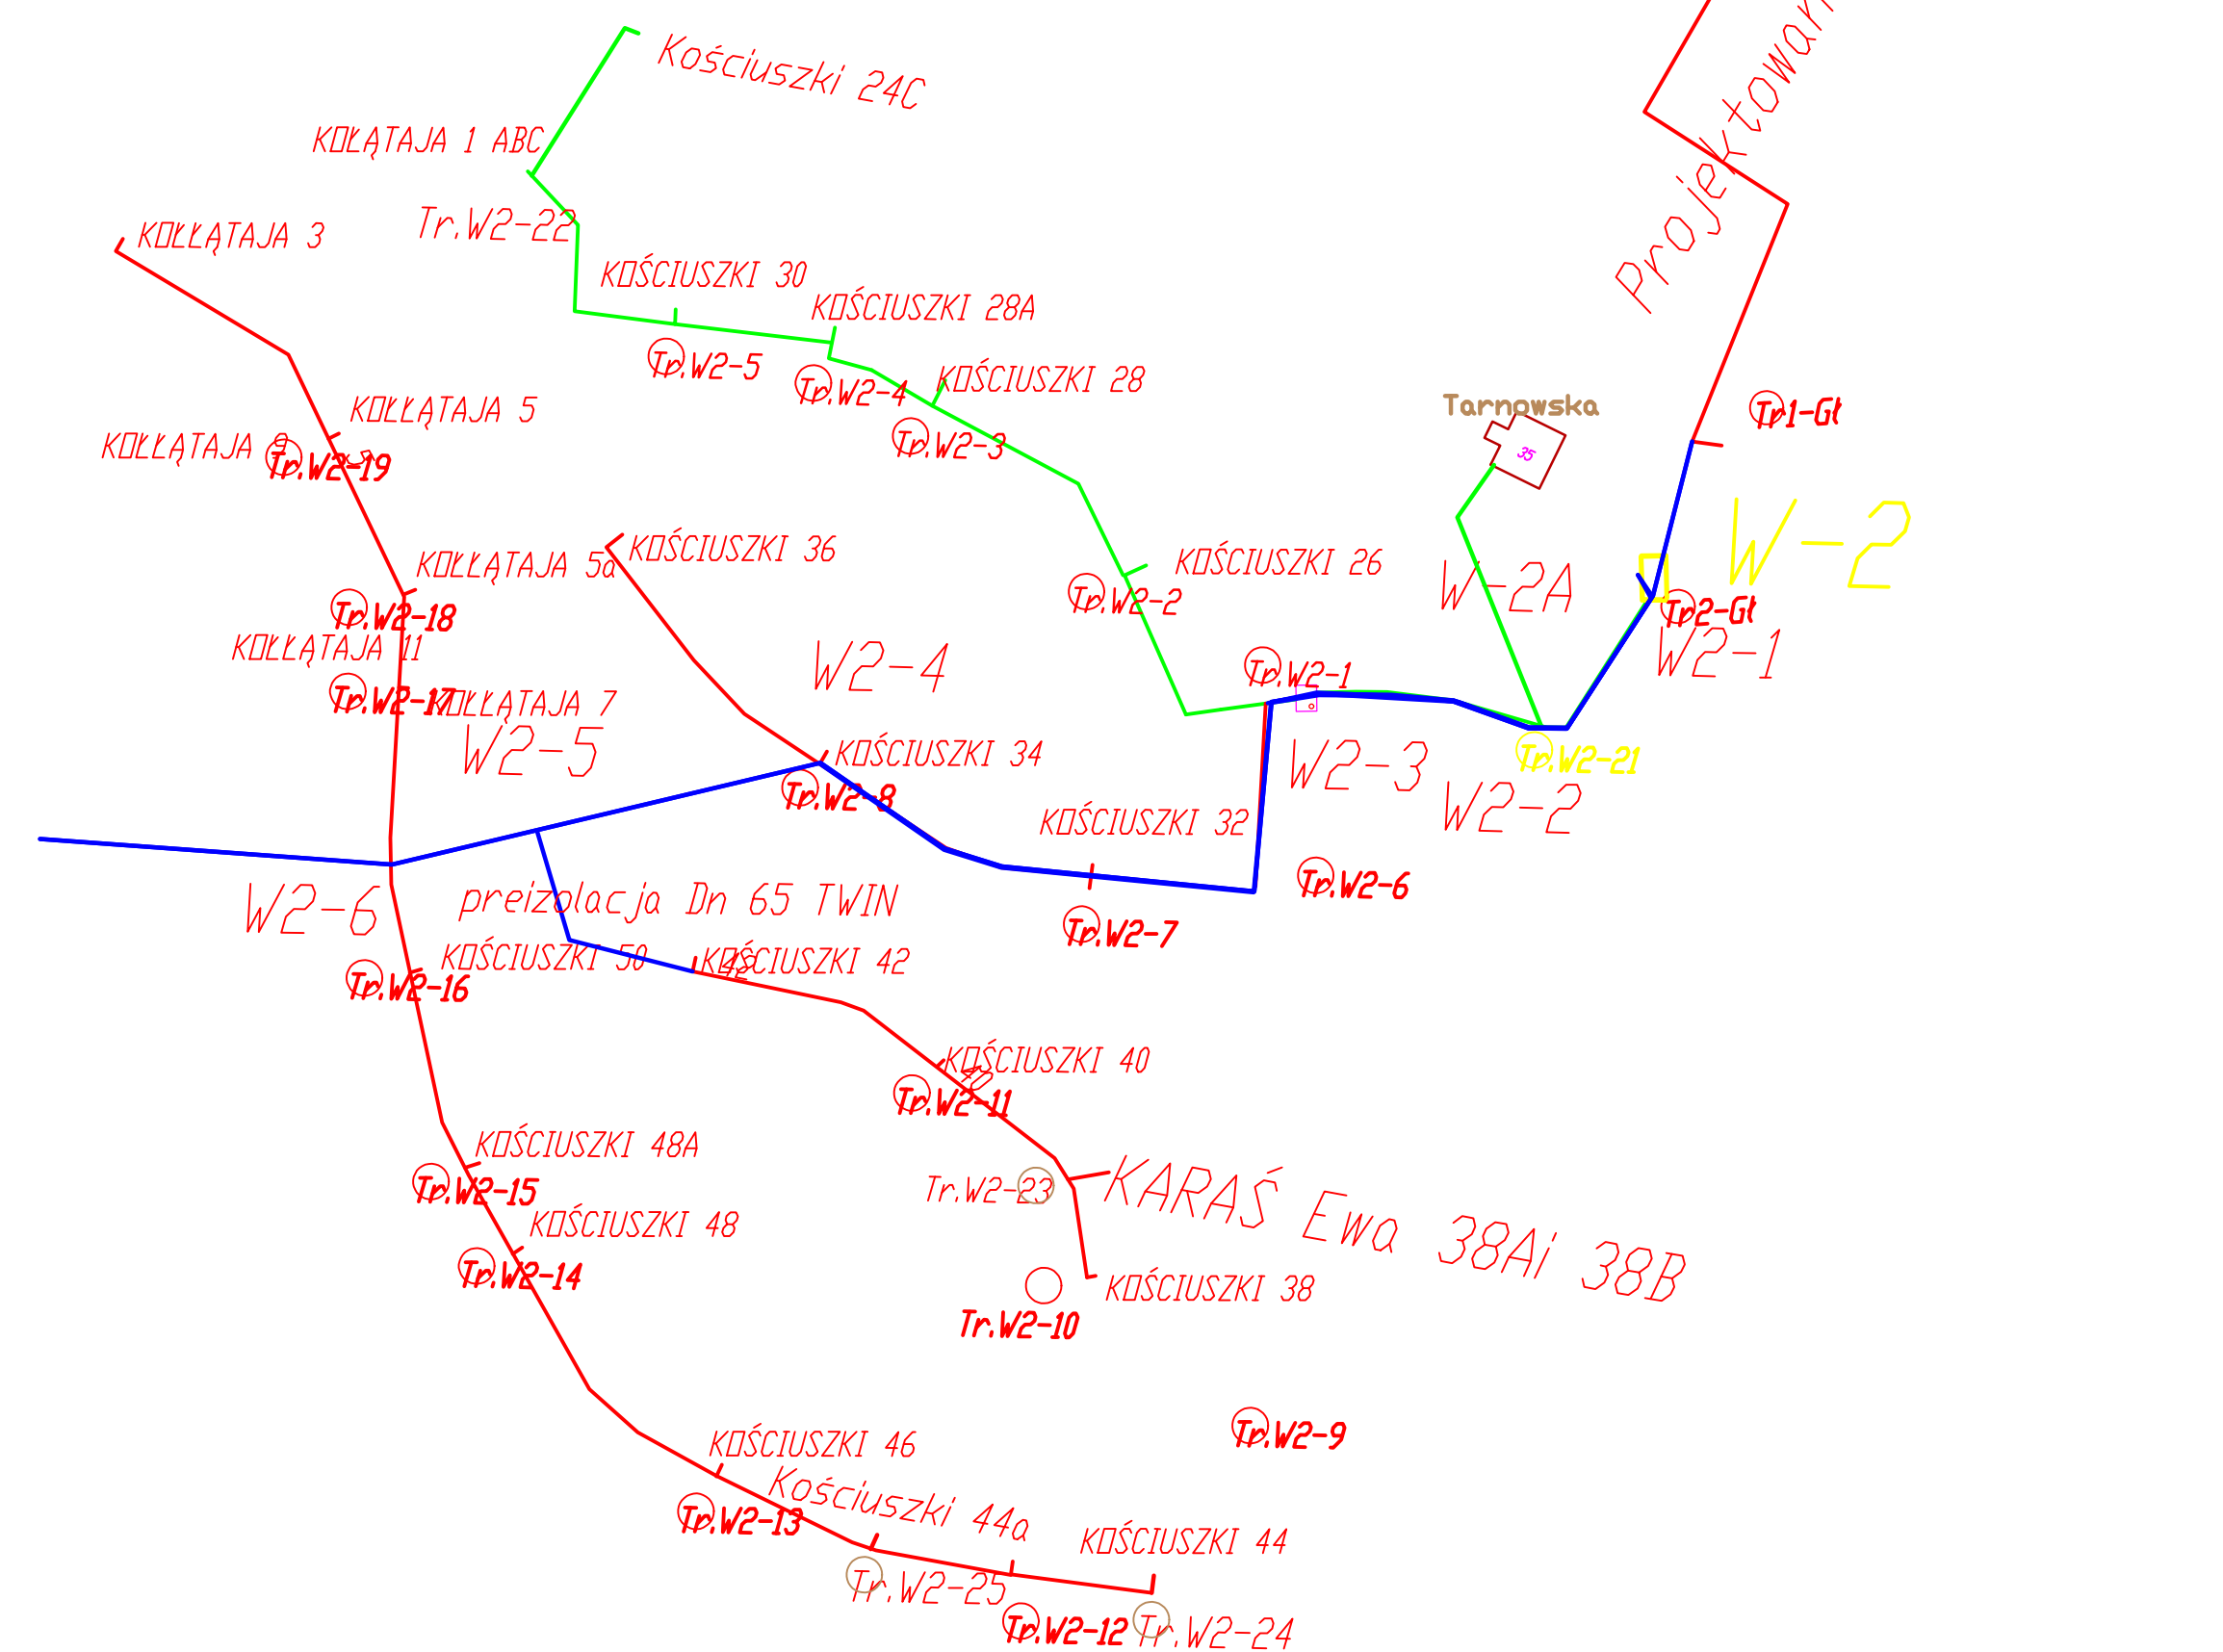 Kościuszki 24C
KOŁĄTAJA 1 ABC
Tr.W2-22
KOŁŁĄTAJA 3
KOŚCIUSZKI 30
KOŚCIUSZKI 28A
Tr.W2-5
Tr.W2-4
KOŚCIUSZKI 28
Tarnowska
35
Tr1-GK
KOŁŁĄTAJA 5
KOŁŁĄTAJA 9
Tr.W2-19
Tr.W2-3
W-2
KOŚCIUSZKI 36
KOŚCIUSZKI 26
KOŁŁĄTAJA 5a
W-2A
Tr.W2-18
Tr.W2-2
Tr2-GK
KOŁŁĄTAJA 11
W2-4
W2-1
Tr.W2-1
Tr.W2-17
KOŁŁĄTAJA 7
W2-5
KOŚCIUSZKI 34
W2-3
Tr.W2-21
Tr.W2-8
W2-2
KOŚCIUSZKI 32
Tr.W2-6
W2-6
preizolacja Dn 65 TWIN
Tr.W2-7
KOŚCIUSZKI 50
KOŚCIUSZKI 42
Tr.W2-16
KOŚCIUSZKI 40
Tr.W2-11
KOŚCIUSZKI 48A
Tr.W2-15
Tr.W2-23
KARAŚ Ewa 38Ai 38B
KOŚCIUSZKI 48
Tr.W2-14
KOŚCIUSZKI 38
Tr.W2-10
Tr.W2-9
KOŚCIUSZKI 46
Kościuszki 44a
Tr.W2-13
KOŚCIUSZKI 44
Tr.W2-25
Tr.W2-12
Tr.W2-24